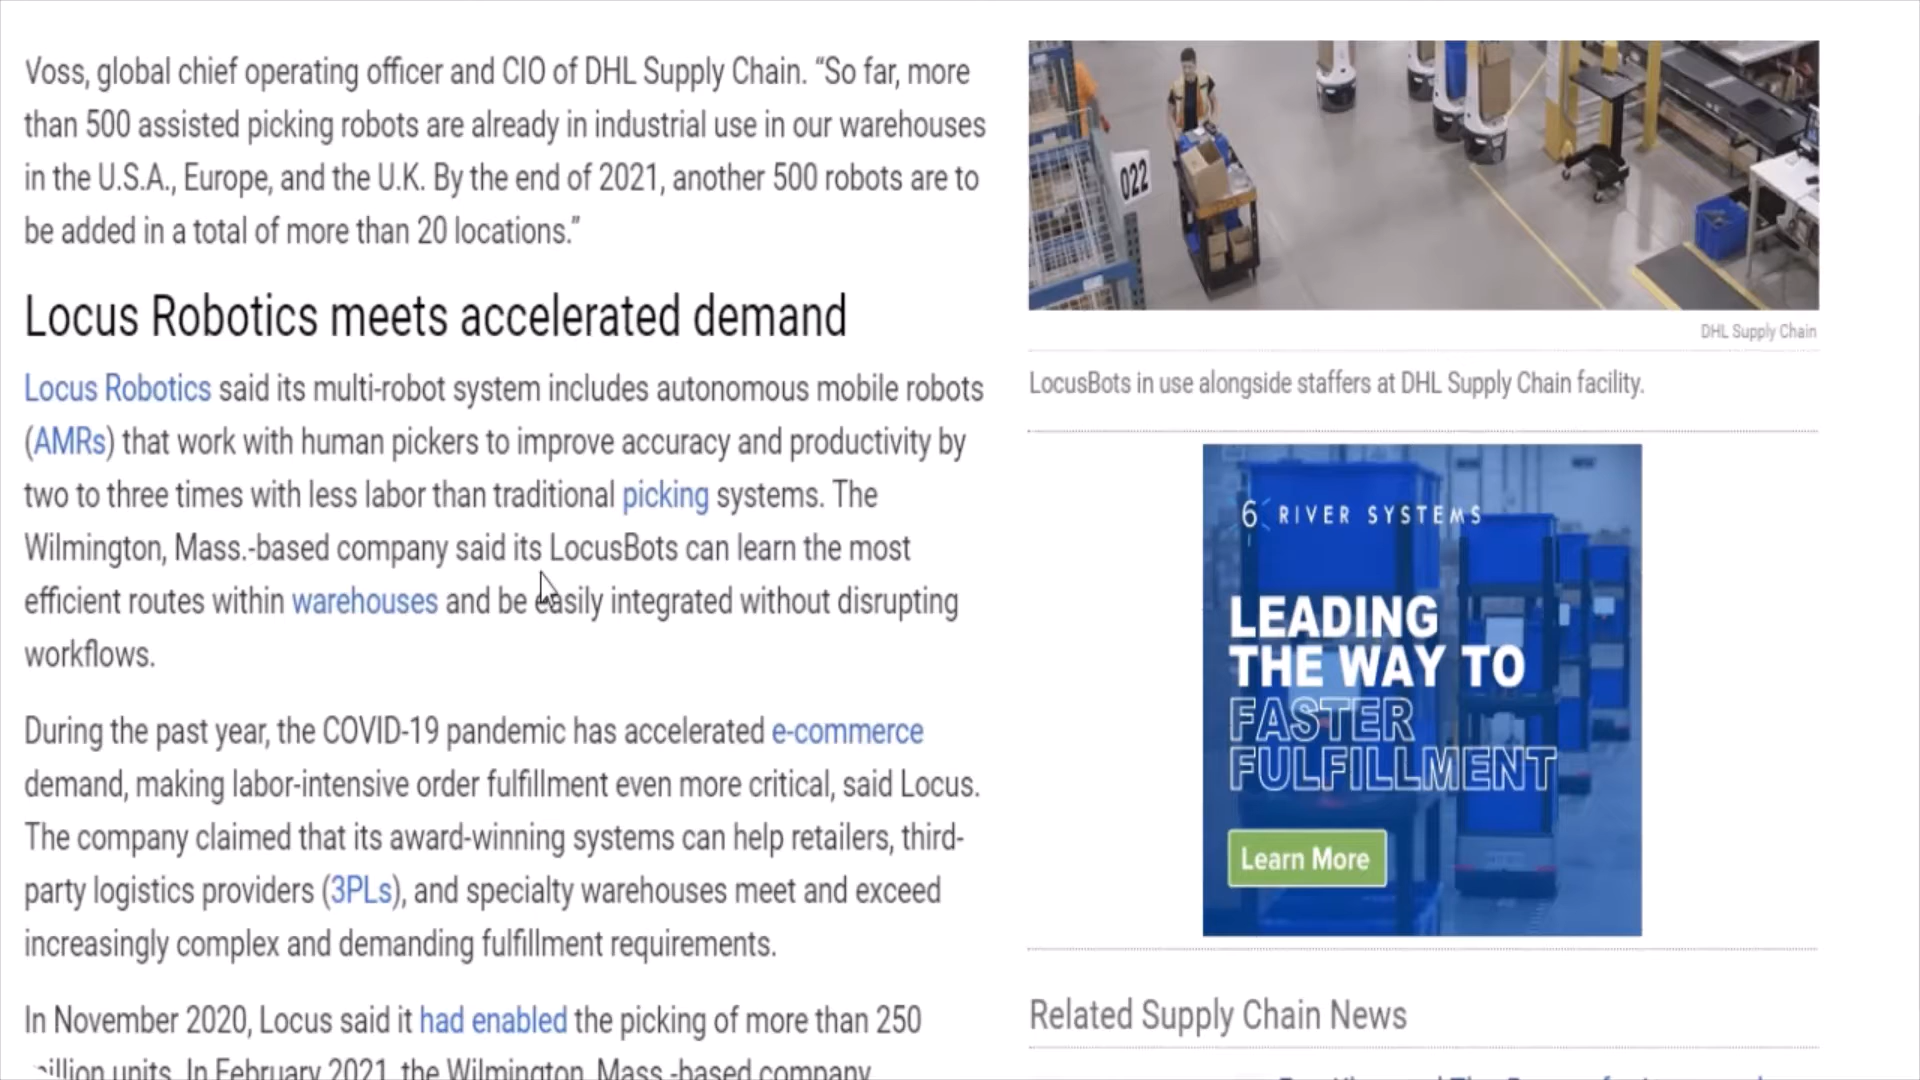 Voss, global chief operating officer and CIO of DHL Supply Chain. “So far, more
than 500 assisted picking robots are already in industrial use in our warehouses
in the U.S.A., Europe, and the U.K. By the end of 2021, another 500 robots are to
be added in a total of more than 20 locations.”
Locus Robotics meets accelerated demand
Locus Robotics said its multi-robot system includes autonomous mobile robots
(AMRs) that work with human pickers to improve accuracy and productivity by
two to three times with less labor than traditional picking systems. The
Wilmington, Mass.-based company said its LocusBots can learn the most
efficient routes within warehouses and be easily integrated without disrupting
workflows.
During the past year, the COVID-19 pandemic has accelerated e-commerce
demand, making labor-intensive order fulfillment even more critical, said Locus.
The company claimed that its award-winning systems can help retailers, third-
party logistics providers (3PLs), and specialty warehouses meet and exceed
increasingly complex and demanding fulfillment requirements.
In November 2020, Locus said it had enabled the picking of more than 250
million units. In February 2021, the Wilmington, Mass.-based company
022
DHL Supply Chain
LocusBots in use alongside staffers at DHL Supply Chain facility.
6 RIVER SYSTEMS
LEADING
THE WAY TO
FASTER
FULFILLMENT
Learn More
Related Supply Chain News